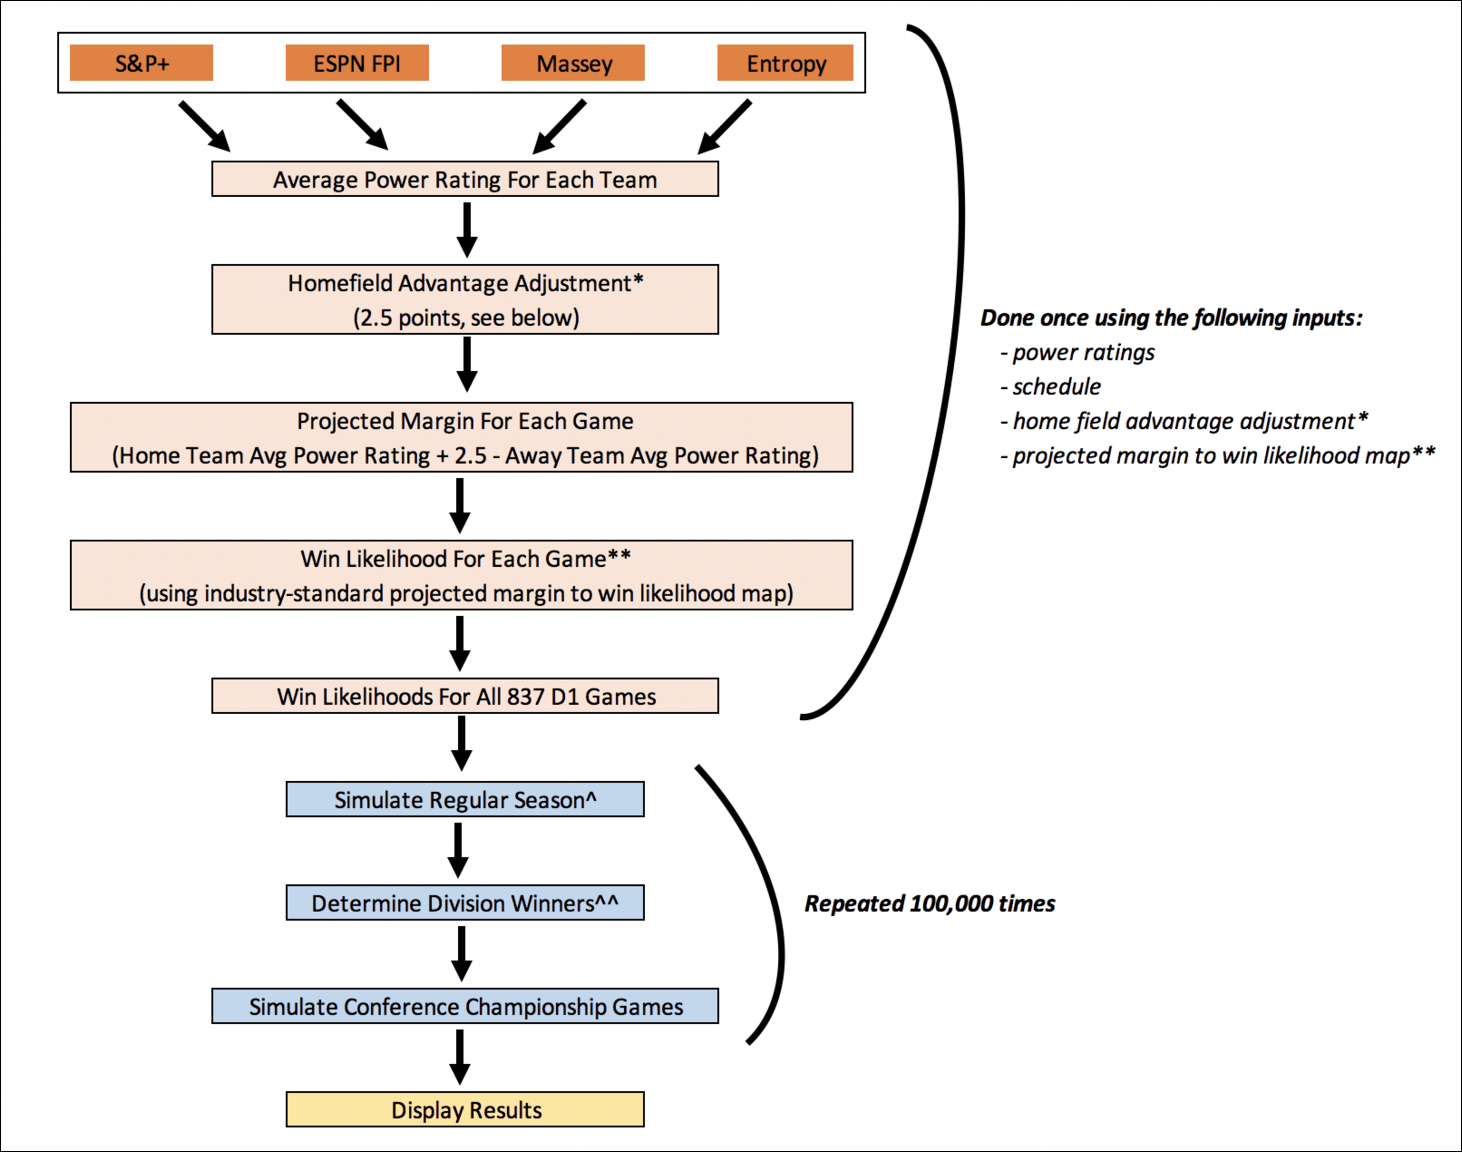 S&P+
ESPN FPI
Massey
Entropy
Average Power Rating For Each Team
Homefield Advantage Adjustment*
(2.5 points, see below)
Projected Margin For Each Game
(Home Team Avg Power Rating + 2.5 - Away Team Avg Power Rating)
Win Likelihood For Each Game**
(using industry-standard projected margin to win likelihood map)
Win Likelihoods For All 837 D1 Games
Done once using the following inputs:
- power ratings
- schedule
- home field advantage adjustment*
- projected margin to win likelihood map**
Simulate Regular Season^
Determine Division Winners^^
Simulate Conference Championship Games
Repeated 100,000 times
Display Results